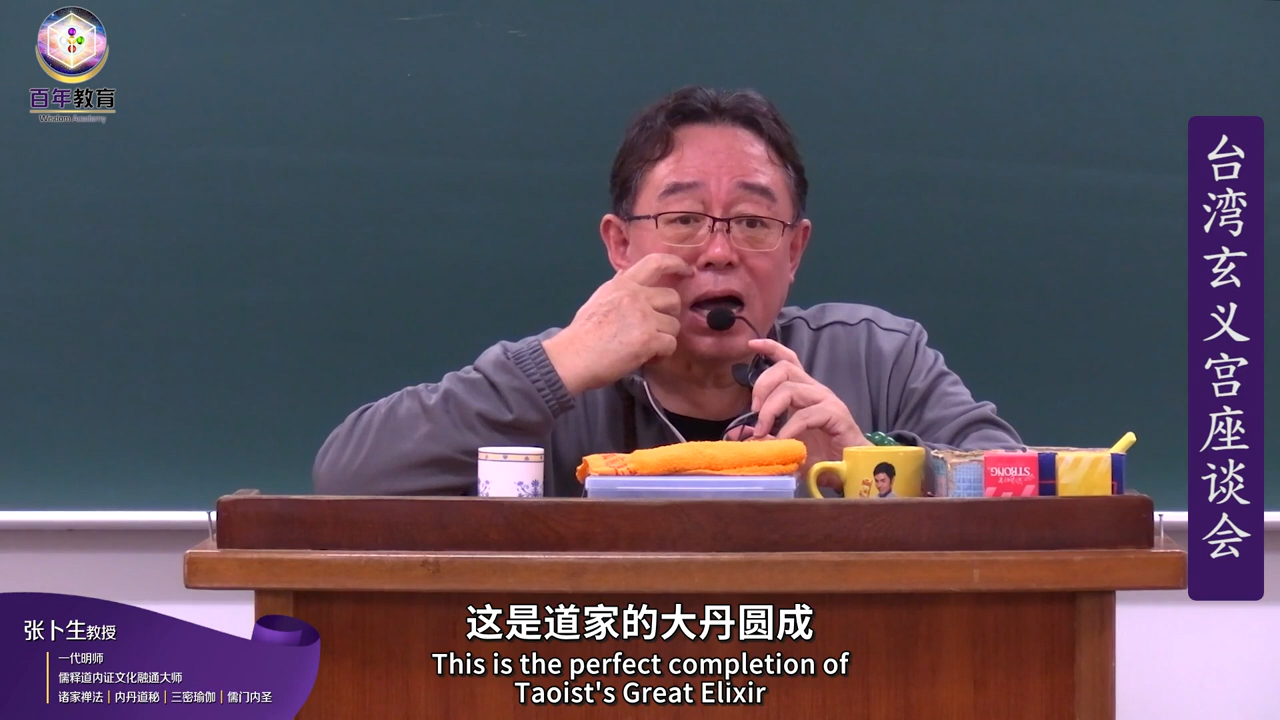 百年教育
Wisdom Academy
台湾玄义宫座谈会
STRONG
张卜生教授
一代明师
儒释道内证文化融通大师
诸家禅法|内丹道秘|三密瑜伽|儒门内圣
这是道家的大丹圆成
This is the perfect completion of
Taoist's Great Elixir